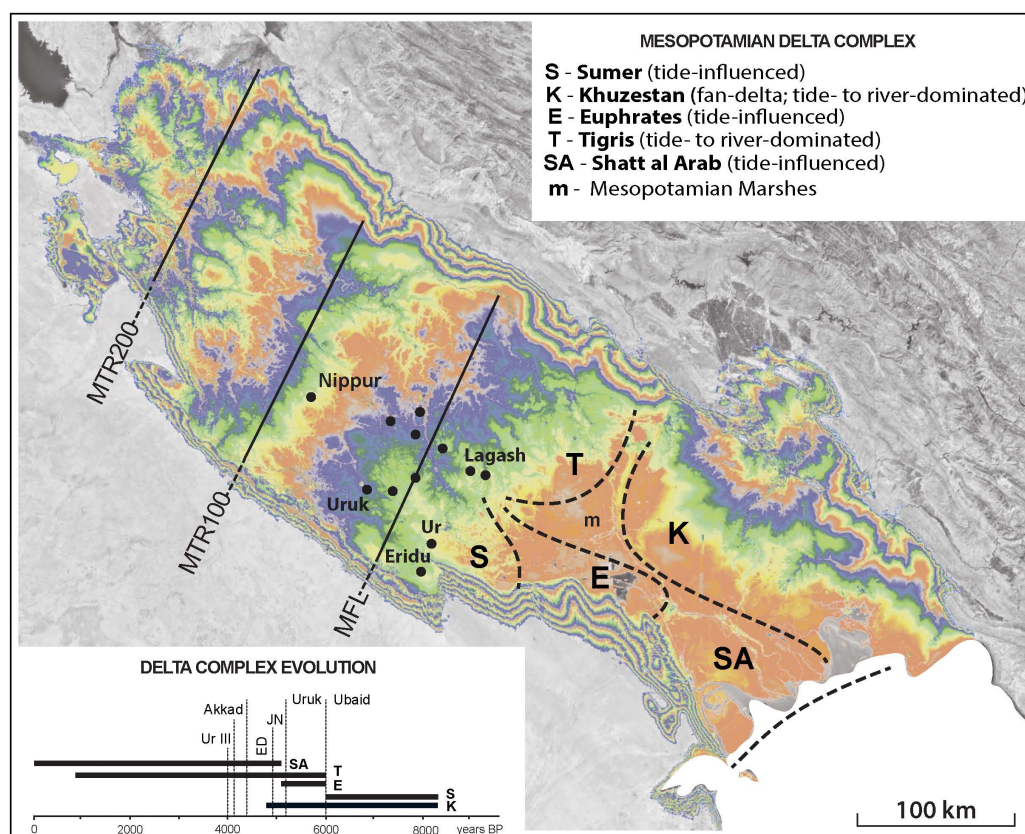 MESOPOTAMIAN DELTA COMPLEX
S - Sumer (tide-influenced)
K - Khuzestan (fan-delta; tide- to river-dominated)
E - Euphrates (tide-influenced)
T - Tigris (tide- to river-dominated)
SA - Shatt al Arab (tide-influenced)
m - Mesopotamian Marshes
MTR200
MTR100
MFL
Nippur
Lagash
Uruk
Ur
Eridu
T
m
K
S
E
SA
DELTA COMPLEX EVOLUTION
Uruk
Ubaid
Akkad
JN
Ur III
ED
SA
T
E
S
K
0
2000
4000
6000
8000
years BP
100 km